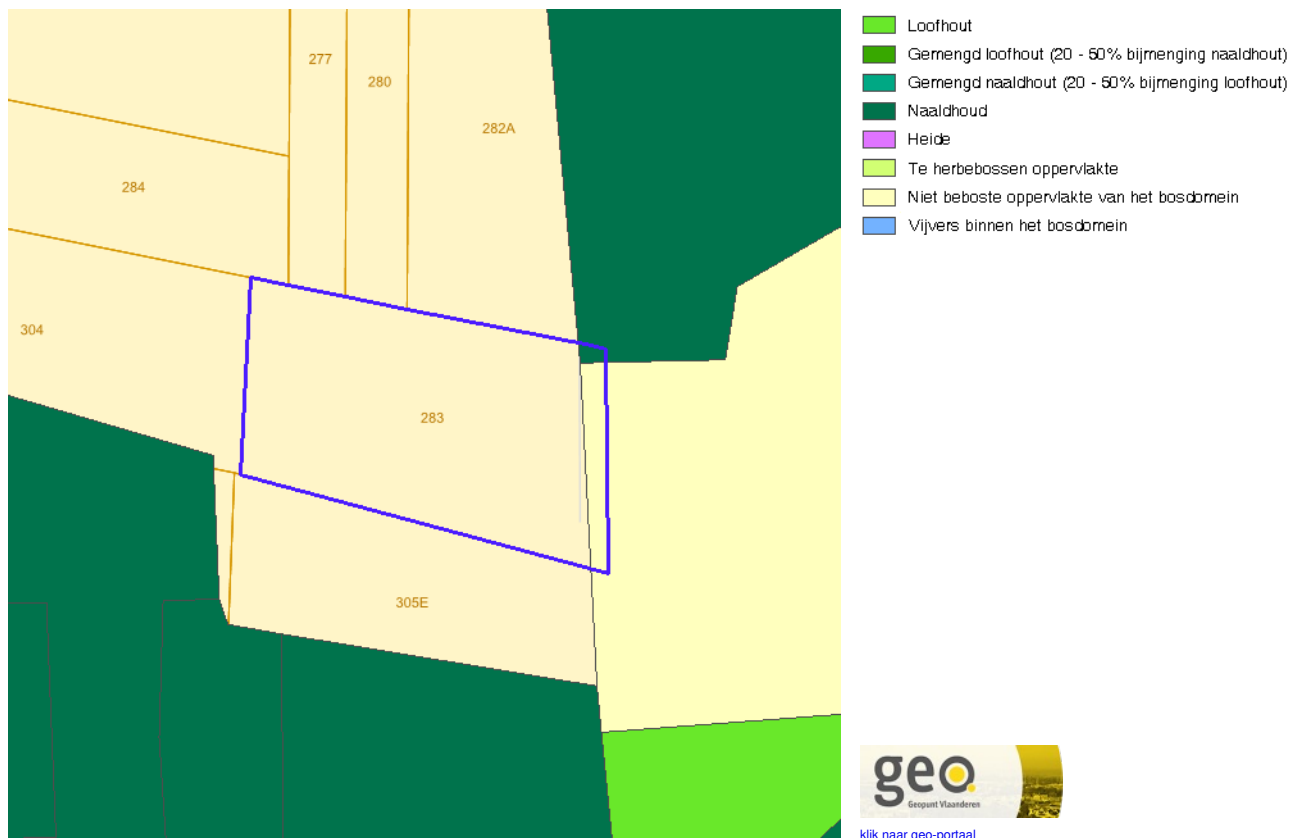 277
280
282A
284
304
283
305E
Loofhout
Gemengd loofhout (20 - 50% bijmenging naaldhout)
Gemengd naaldhout (20 - 50% bijmenging loofhout)
Naaldhoud
Heide
Te herbebossen oppervlakte
Niet beboste oppervlakte van het bosdomein
Vijvers binnen het bosdomein
geo
Geopunt Vlaanderen
klik naar geo-portaal